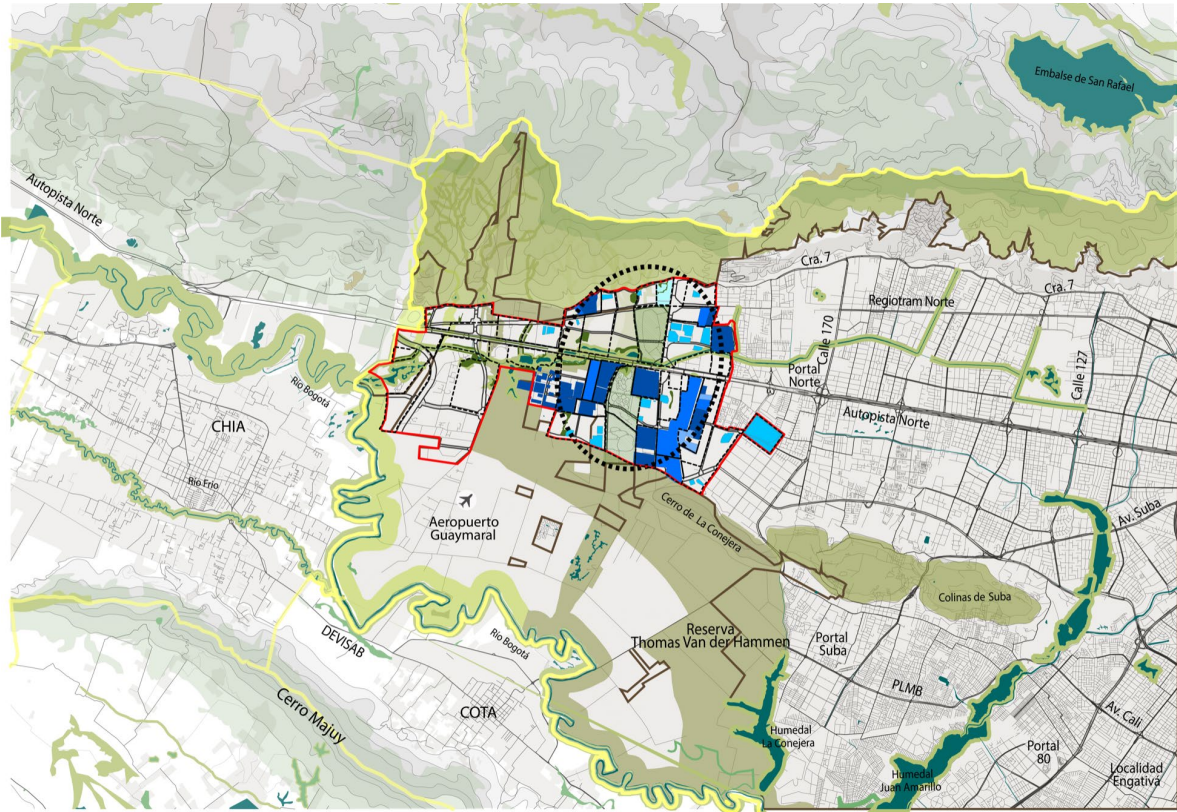 Embalse de San Rafael
Autopista Norte
Cra. 7
Cra. 7
Regiotram Norte
Calle 170
Calle 127
Portal
Norte
Autopista Norte
Rio Bogotá
CHIA
Rio Frio
Aeropuerto
Guaymaral
Cerro de La Conejera
Av. Suba
Colinas de Suba
Reserva
Thomas Van der Hammen
Portal
Suba
DEVISAB
Rio Bogotá
PLMB
Cerro Majuy
COTA
Av. Cali
Humedal
La Conejera
Portal
80
Humedal
Juan Amarillo
Localidad
Engativá